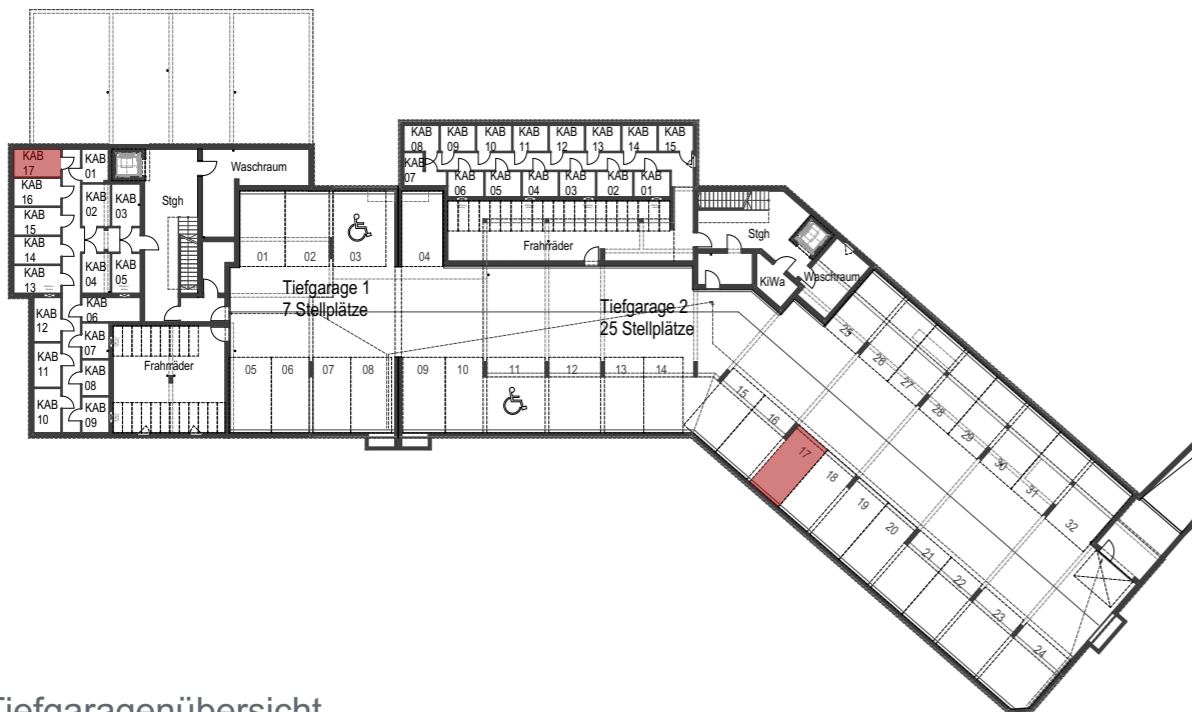 KAB 17
KAB 01
KAB 16
KAB 02
KAB 03
KAB 15
KAB 14
KAB 13
KAB 04
KAB 05
KAB 06
KAB 12
KAB 07
KAB 11
KAB 08
KAB 10
KAB 09
Stgh
Waschraum
Frahrräder
KAB 08
KAB 09
KAB 10
KAB 11
KAB 12
KAB 13
KAB 14
KAB 15
KAB 07
KAB 06
KAB 05
KAB 04
KAB 03
KAB 02
KAB 01
Frahrräder
Stgh
KiWa
Waschraum
01
02
03
04
Tiefgarage 1
7 Stellplätze
Tiefgarage 2
25 Stellplätze
05
06
07
08
09
10
11
12
13
14
15
16
17
18
19
20
21
22
23
24
25
26
27
28
29
30
31
32
Tiefgaragenübersicht